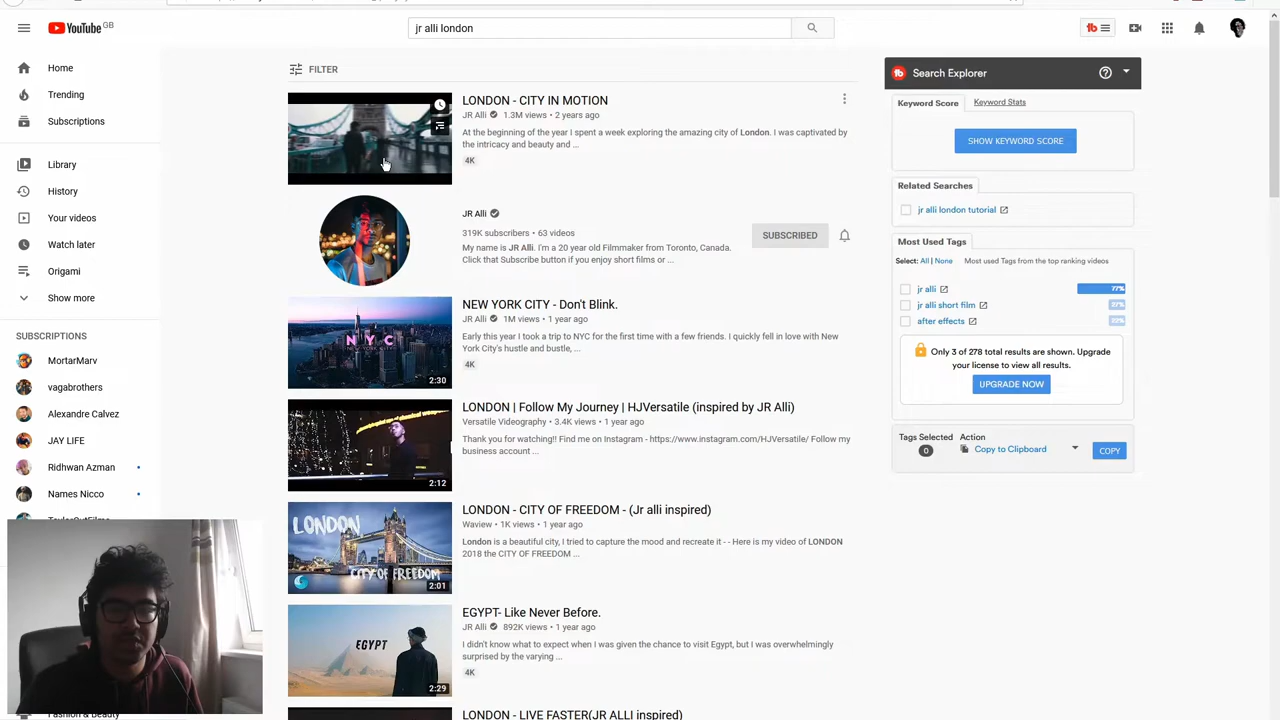 YouTube GB
jr alli london
Home
Trending
Subscriptions
Library
History
Your videos
Watch later
Origami
Show more
SUBSCRIPTIONS
MortarMarv
vagabrothers
Alexandre Calvez
JAY LIFE
Ridhwan Azman
Names Nicco
FILTER
LONDON - CITY IN MOTION
JR Alli 1.3M views • 2 years ago
At the beginning of the year I spent a week exploring the amazing city of London. I was captivated by
the intricacy and beauty and ...
4K
JR Alli
319K subscribers • 63 videos
My name is JR Alli. I'm a 20 year old Filmmaker from Toronto, Canada.
Click that Subscribe button if you enjoy short films or ...
SUBSCRIBED
NYC
NEW YORK CITY
2:30
NEW YORK CITY - Don't Blink.
JR Alli 1M views • 1 year ago
Early this year I took a trip to NYC for the first time with a few friends. I quickly fell in love with New
York City's hustle and bustle, ...
4K
2:12
LONDON | Follow My Journey | HJVersatile (inspired by JR Alli)
Versatile Videography • 3.4K views • 1 year ago
Thank you for watching!! Find me on Instagram - https://www.instagram.com/HJVersatile/ Follow my
business account ...
LONDON
CITY OF FREEDOM
2:01
LONDON - CITY OF FREEDOM - (Jr alli inspired)
Waview • 1K views • 1 year ago
London is a beautiful city, I tried to capture the mood and recreate it - - Here is my video of LONDON
2018 the CITY OF FREEDOM ...
EGYPT
2:29
EGYPT- Like Never Before.
JR Alli 892K views • 1 year ago
I didn't know what to expect when I was given the chance to visit Egypt, but I was overwhelmingly
surprised by the varying ...
4K
LONDON - LIVE FASTER(JR ALLI inspired)
tb
Search Explorer
Keyword Score Keyword Stats
SHOW KEYWORD SCORE
Related Searches
jr alli london tutorial
Most Used Tags
Select: All | None Most used Tags from the top ranking videos
jr alli 77%
jr alli short film
after effects
Only 3 of 278 total results are shown. Upgrade
your license to view all results.
UPGRADE NOW
Tags Selected
0
Action
Copy to Clipboard
COPY